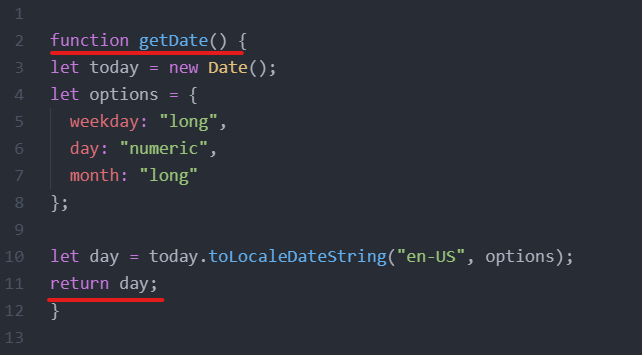 1
2 function getDate() {
3 let today = new Date();
4 let options = {
5   weekday: "long",
6   day: "numeric",
7   month: "long"
8 };
9
10 let day = today.toLocaleDateString("en-US", options);
11 return day;
12 }
13